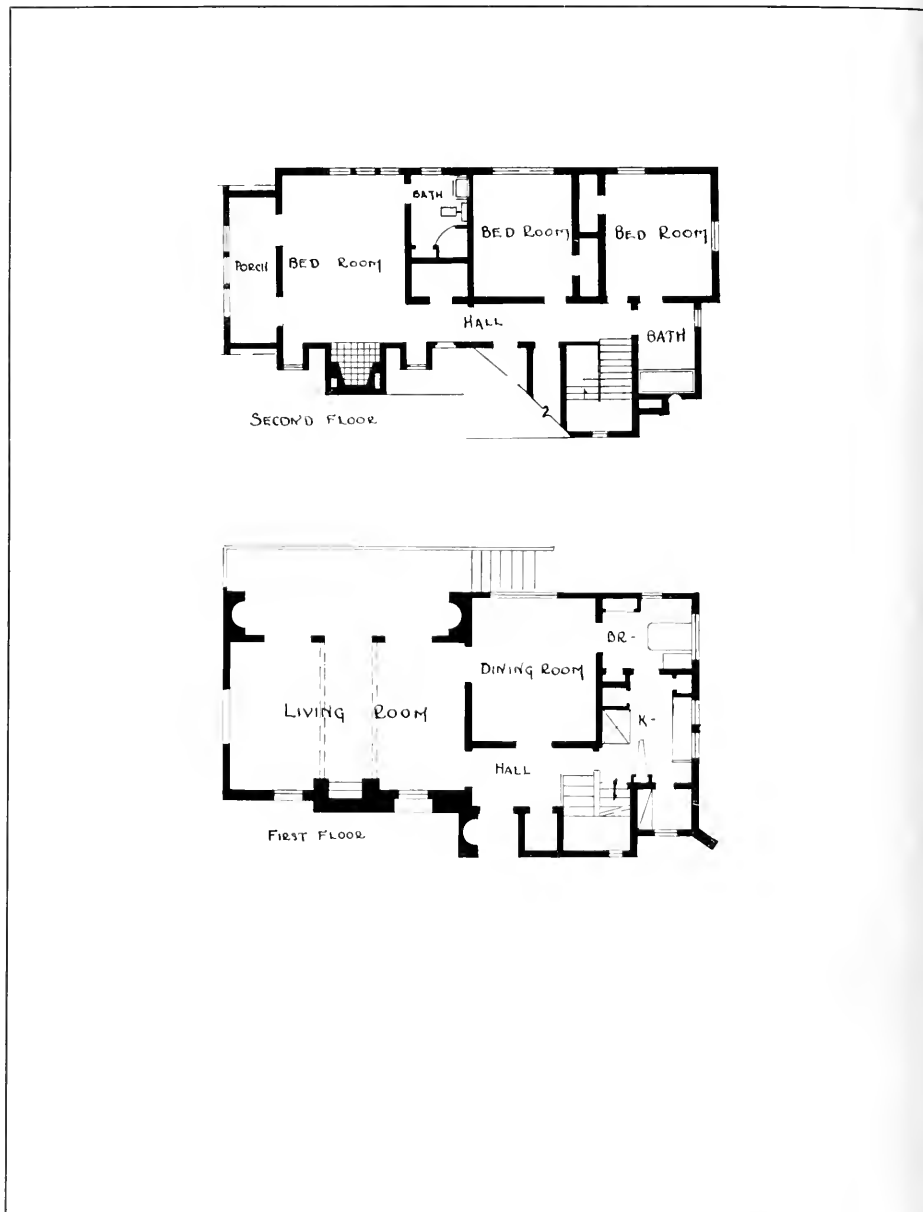 BATH
BED ROOM
BED ROOM
PORCH
BED ROOM
HALL
BATH
2
SECOND FLOOR
BR-
DINING ROOM
LIVING ROOM
K-
HALL
FIRST FLOOR